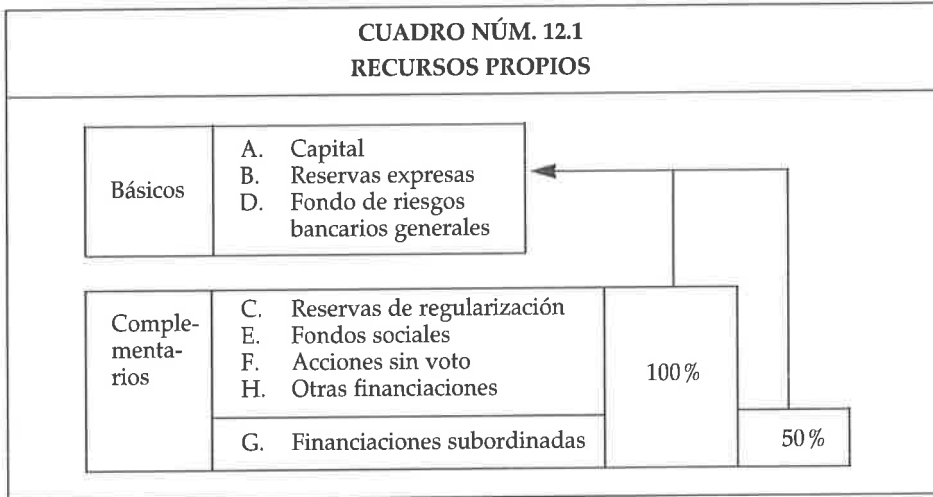 CUADRO NÚM. 12.1
RECURSOS PROPIOS
Básicos
A. Capital
B. Reservas expresas
D. Fondo de riesgos
bancarios generales
Comple-
menta-
rios
C. Reservas de regularización
E. Fondos sociales
F. Acciones sin voto
H. Otras financiaciones
G. Financiaciones subordinadas
100%
50%